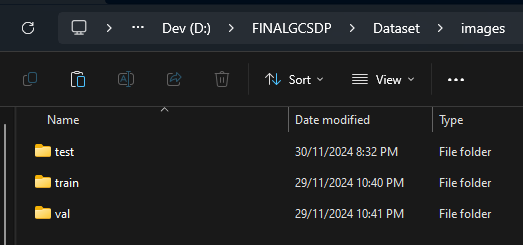 Dev (D:) > FINALGCSDP > Dataset > images
Sort View
Name Date modified Type
test 30/11/2024 8:32 PM File folder
train 29/11/2024 10:40 PM File folder
val 29/11/2024 10:41 PM File folder